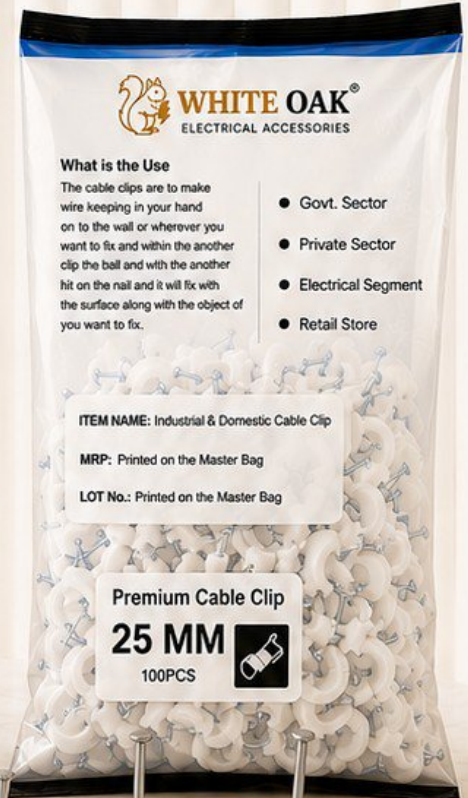 WHITE OAK®
ELECTRICAL ACCESSORIES
What is the Use
The cable clips are to make
wire keeping in your hand
on to the wall or wherever you
want to fix and within the another
clip the ball and with the another
hit on the nail and it will fix with
the surface along with the object of
you want to fix.
● Govt. Sector
● Private Sector
● Electrical Segment
● Retail Store
ITEM NAME: Industrial & Domestic Cable Clip
MRP: Printed on the Master Bag
LOT No.: Printed on the Master Bag
Premium Cable Clip
25 MM
100PCS